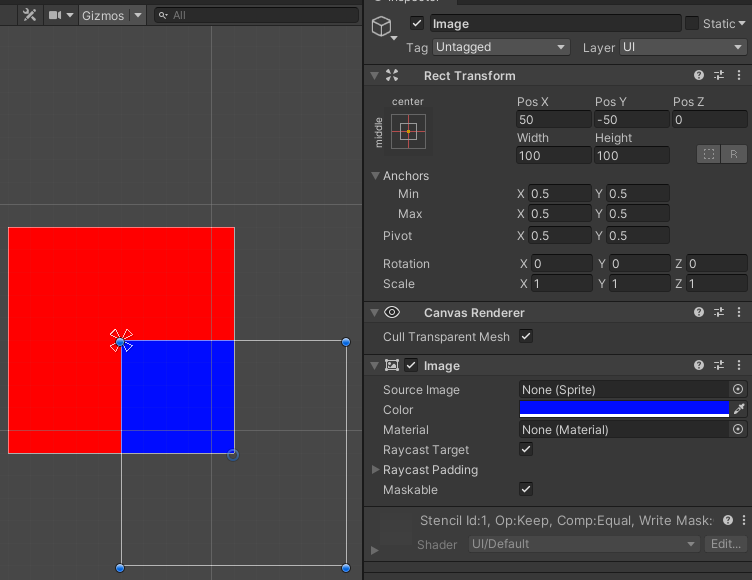 Gizmos
All
Image
Static
Tag Untagged Layer UI
Rect Transform
center
middle
Pos X Pos Y Pos Z
50 -50 0
Width Height
100 100
R
Anchors
Min X 0.5 Y 0.5
Max X 0.5 Y 0.5
Pivot X 0.5 Y 0.5
Rotation X 0 Y 0 Z 0
Scale X 1 Y 1 Z 1
Canvas Renderer
Cull Transparent Mesh
Image
Source Image None (Sprite)
Color
Material None (Material)
Raycast Target
Raycast Padding
Maskable
Stencil Id:1, Op:Keep, Comp:Equal, Write Mask:
Shader UI/Default Edit...